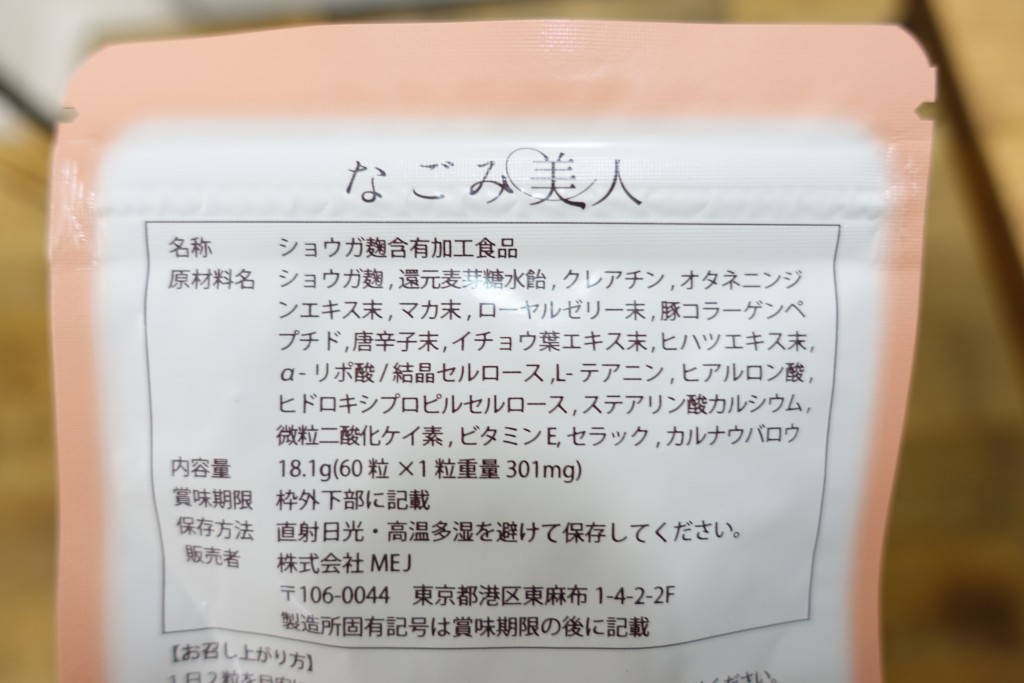 なごみ美人
名称 ショウガ麹含有加工食品
原材料名 ショウガ麹,還元麦芽糖水飴,クレアチン,オタネニンジ
ンエキス末,マカ末,ローヤルゼリー末,豚コラーゲンペ
プチド,唐辛子末,イチョウ葉エキス末,ヒハツエキス末,
α-リポ酸/結晶セルロース,L-テアニン,ヒアルロン酸,
ヒドロキシプロピルセルロース,ステアリン酸カルシウム,
微粒二酸化ケイ素,ビタミンE,セラック,カルナウバロウ
内容量 18.1g(60粒×1粒重量301mg)
賞味期限 枠外下部に記載
保存方法 直射日光・高温多湿を避けて保存してください。
販売者 株式会社MEJ
〒106-0044 東京都港区東麻布1-4-2-2F
製造所固有記号は賞味期限の後に記載
【お召し上がり方】
1日2粒を目安に